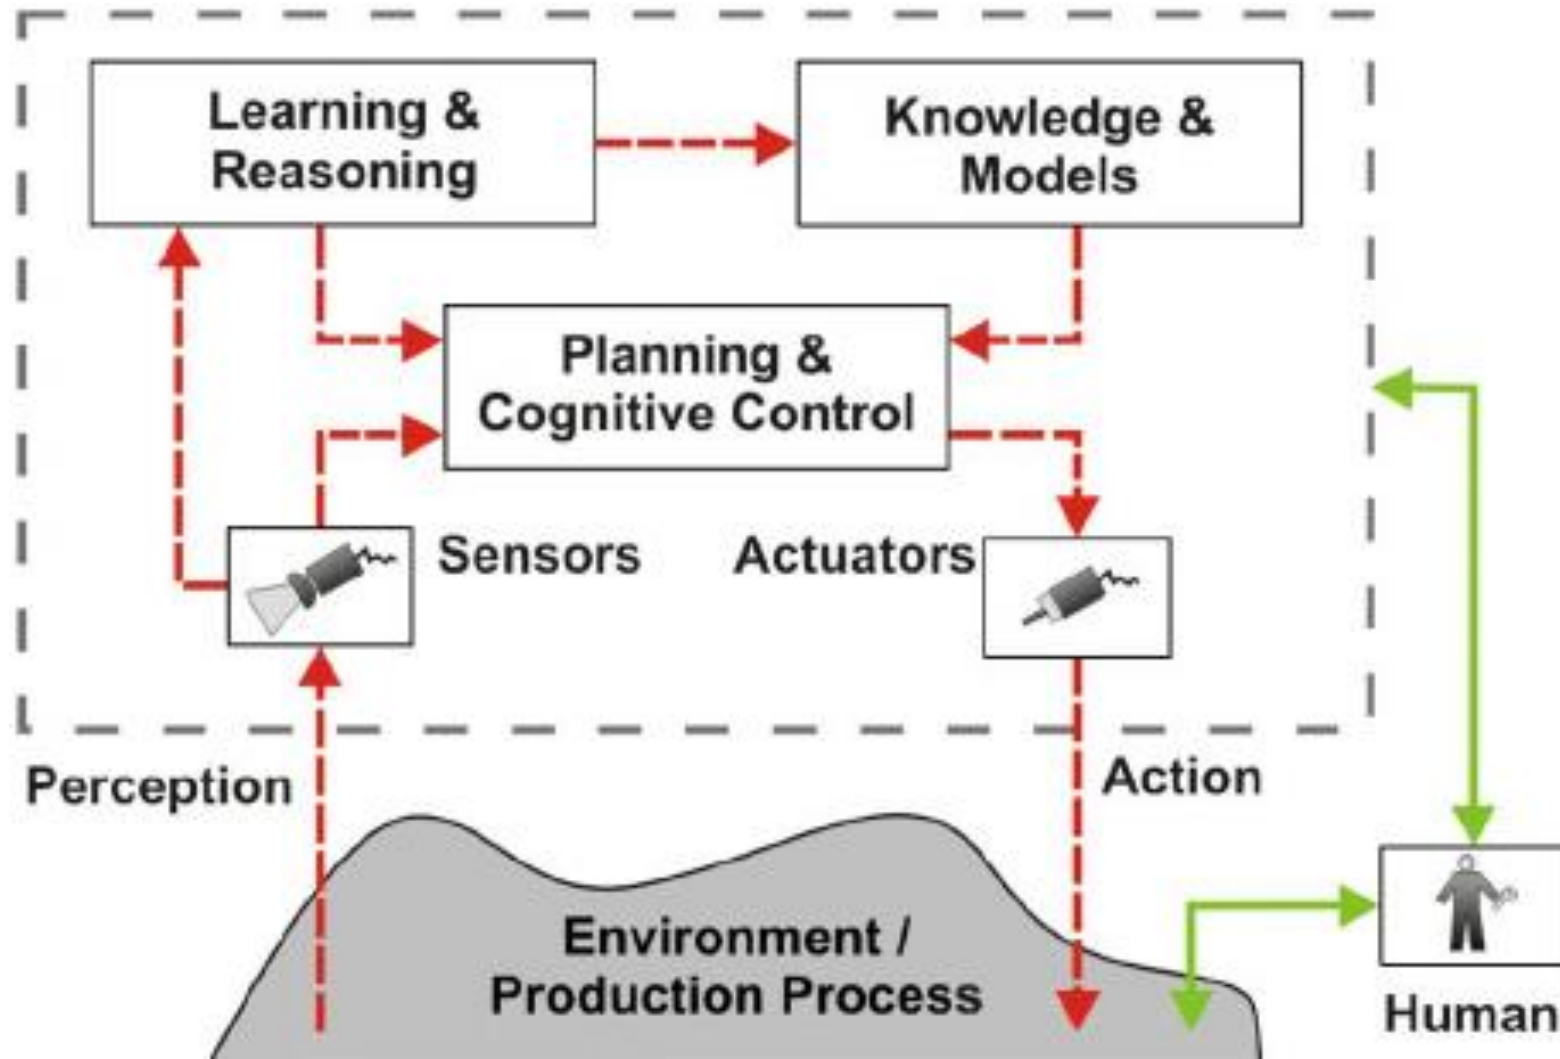 Learning &
Reasoning
Knowledge &
Models
Planning &
Cognitive Control
Sensors
Actuators
Perception
Action
Environment /
Production Process
Human